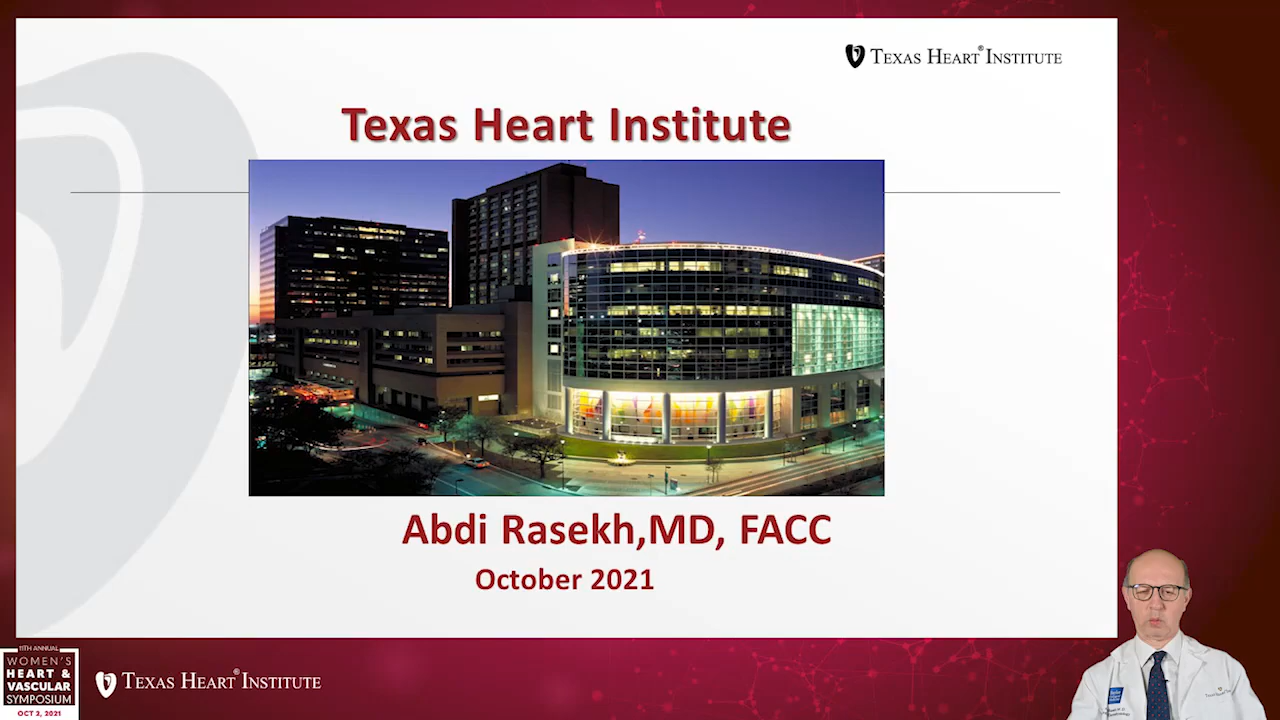 TEXAS HEART® INSTITUTE
Texas Heart Institute
Abdi Rasekh,MD, FACC
October 2021
11TH ANNUAL
WOMEN'S
HEART &
VASCULAR
SYMPOSIUM
OCT 2, 2021
TEXAS HEART® INSTITUTE